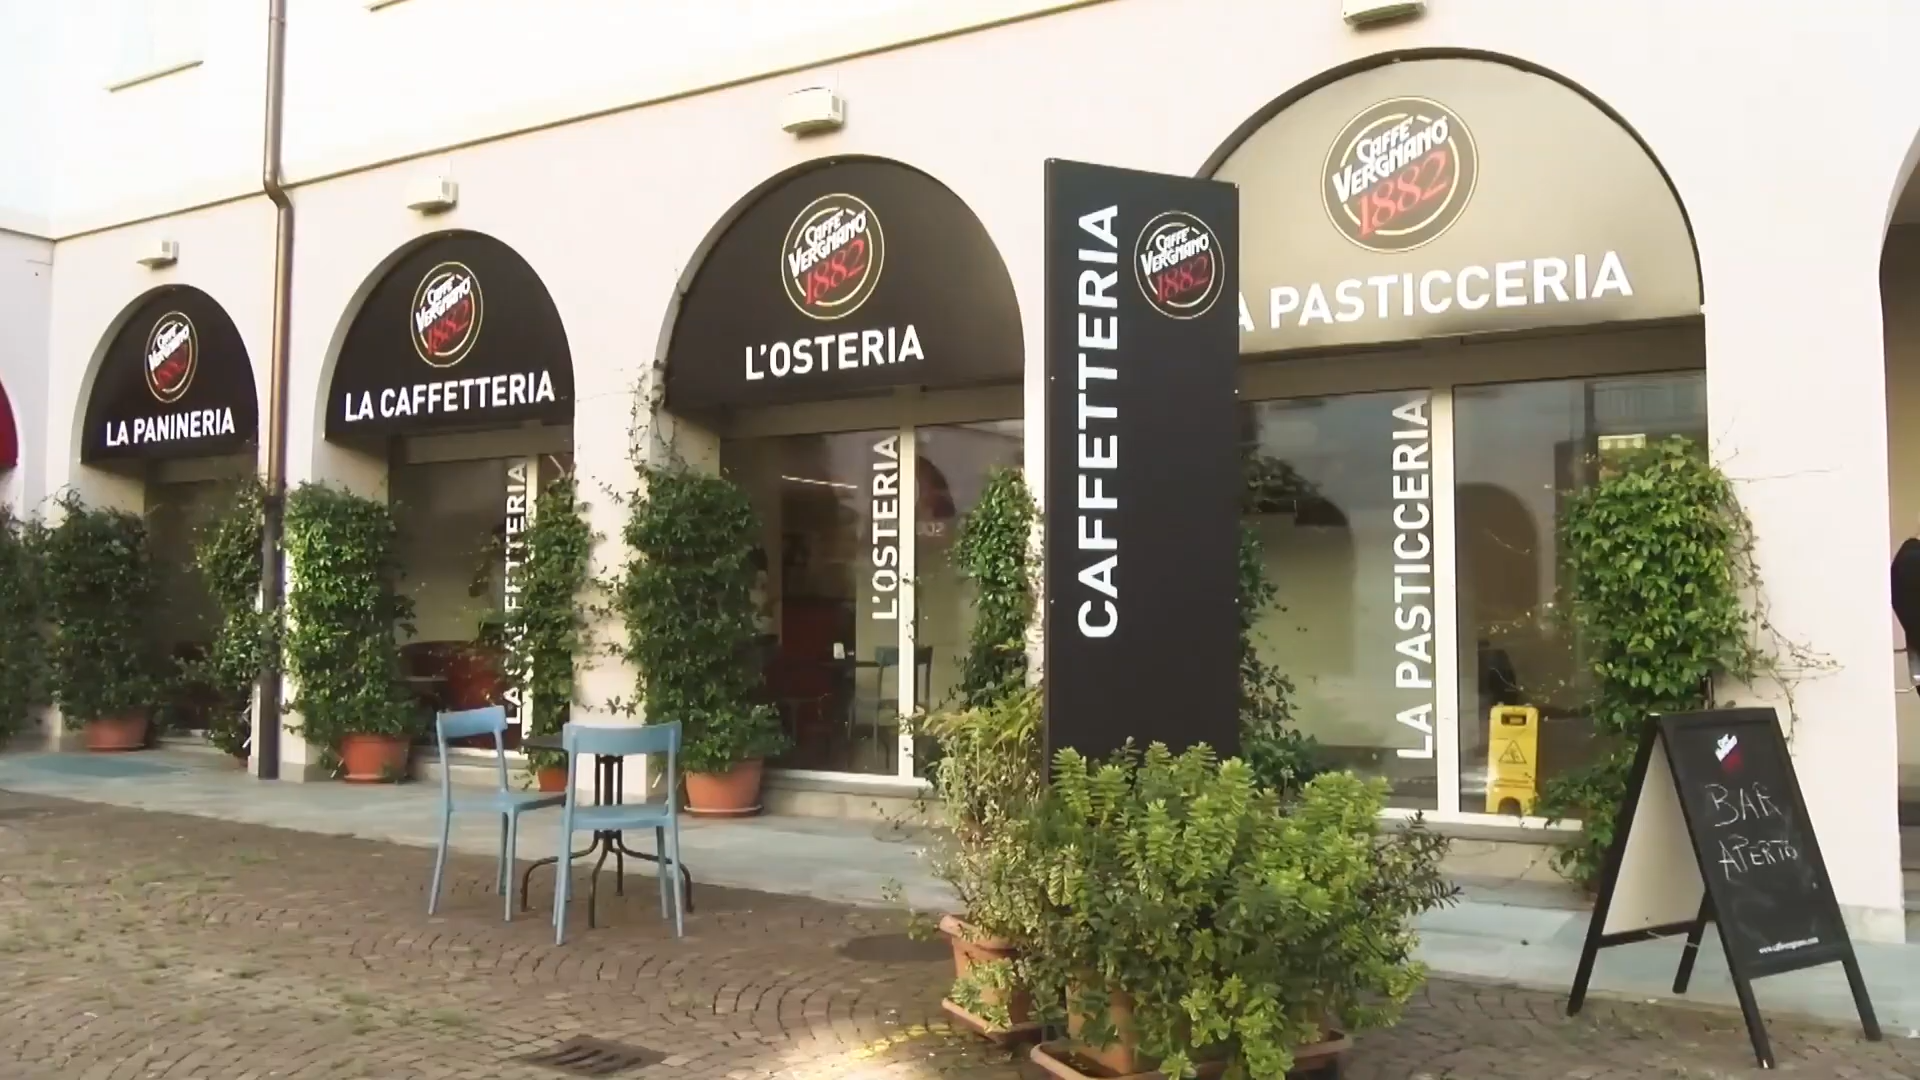 CAFFÈ
VERGNANO
1882
LA PANINERIA
CAFFÈ
VERGNANO
1882
LA CAFFETTERIA
CAFFÈ
VERGNANO
1882
L'OSTERIA
CAFFETTERIA
CAFFÈ
VERGNANO
1882
CAFFÈ
VERGNANO
1882
A PASTICCERIA
LA CAFFETTERIA
L'OSTERIA
LA PASTICCERIA
BAR
APERTO